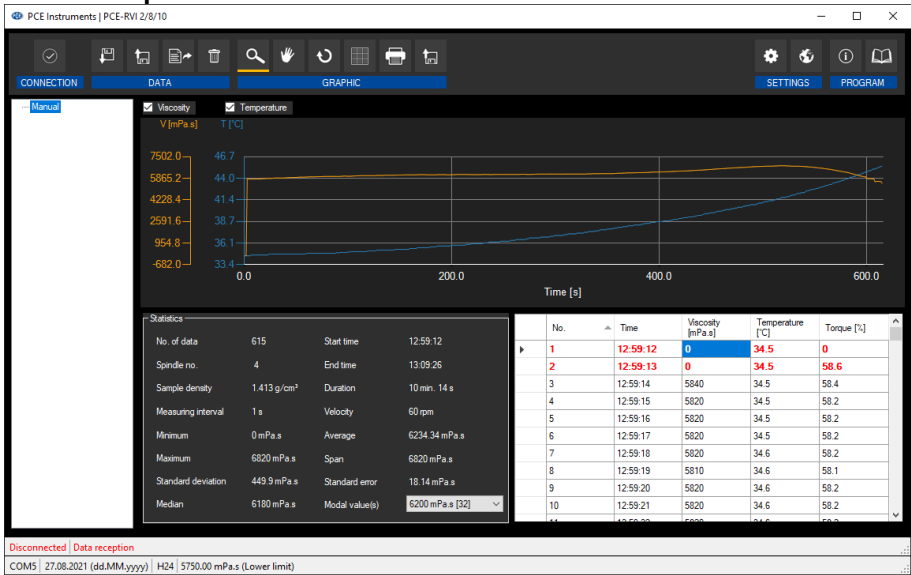 PCE Instruments | PCE-RVI 2/8/10
CONNECTION DATA GRAPHIC SETTINGS PROGRAM
Manual
Viscosity Temperature
V [mPa.s] T [°C]
7502.0 46.7
5865.2 44.0
4228.4 41.4
2591.6 38.7
954.8 36.1
-682.0 33.4
0.0 200.0 400.0 600.0
Time [s]
Statistics
No. of data 615 Start time 12:59:12
Spindle no. 4 End time 13:09:26
Sample density 1.413 g/cm³ Duration 10 min. 14 s
Measuring interval 1 s Velocity 60 rpm
Minimum 0 mPa.s Average 6234.34 mPa.s
Maximum 6820 mPa.s Span 6820 mPa.s
Standard deviation 449.9 mPa.s Standard error 18.14 mPa.s
Median 6180 mPa.s Modal value(s) 6200 mPa.s [32]
No. Time Viscosity [mPa.s] Temperature [°C] Torque [%]
1 12:59:12 0 34.5 0
2 12:59:13 0 34.5 58.6
3 12:59:14 5840 34.5 58.4
4 12:59:15 5820 34.5 58.2
5 12:59:16 5820 34.5 58.2
6 12:59:17 5820 34.5 58.2
7 12:59:18 5820 34.6 58.2
8 12:59:19 5810 34.6 58.1
9 12:59:20 5820 34.6 58.2
10 12:59:21 5820 34.6 58.2
Disconnected Data reception
COM5 27.08.2021 (dd.MM.yyyy) H24 5750.00 mPa.s (Lower limit)